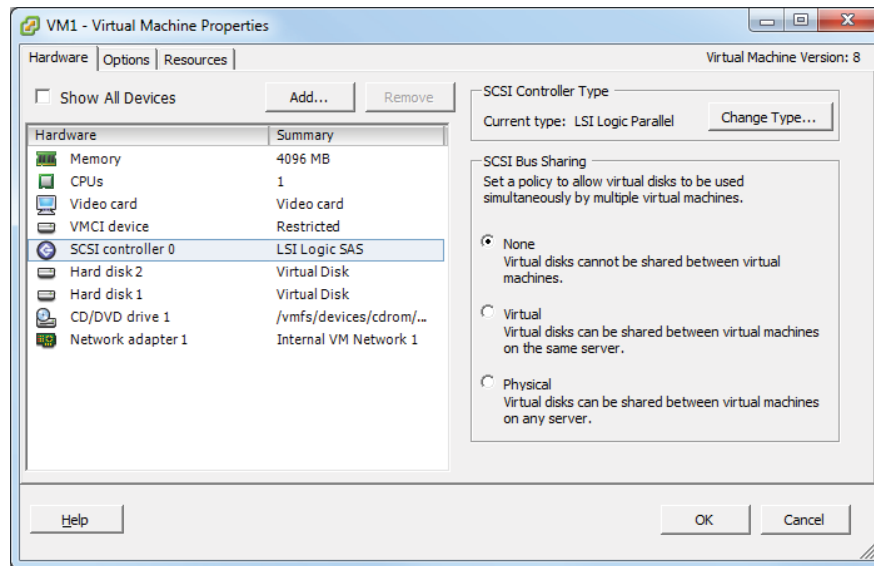 VM1 - Virtual Machine Properties
Hardware Options Resources Virtual Machine Version: 8
Show All Devices Add... Remove
Hardware Summary
Memory 4096 MB
CPUs 1
Video card Video card
VMCI device Restricted
SCSI controller 0 LSI Logic SAS
Hard disk 2 Virtual Disk
Hard disk 1 Virtual Disk
CD/DVD drive 1 /vmfs/devices/cdrom/...
Network adapter 1 Internal VM Network 1
SCSI Controller Type
Current type: LSI Logic Parallel Change Type...
SCSI Bus Sharing
Set a policy to allow virtual disks to be used
simultaneously by multiple virtual machines.
None
Virtual disks cannot be shared between virtual
machines.
Virtual
Virtual disks can be shared between virtual machines
on the same server.
Physical
Virtual disks can be shared between virtual machines
on any server.
Help OK Cancel